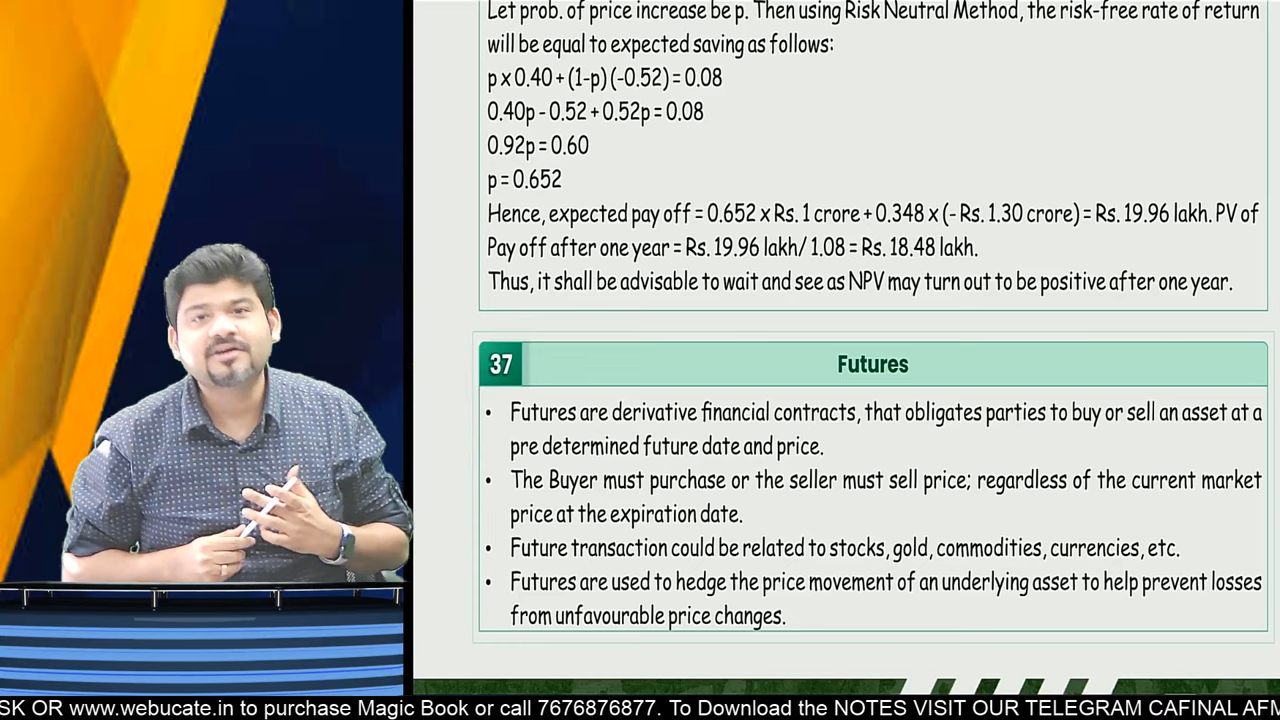 Let prob. of price increase be p. Then using Risk Neutral Method, the risk-free rate of return
will be equal to expected saving as follows:
p x 0.40 + (1-p) (-0.52) = 0.08
0.40p - 0.52 + 0.52p = 0.08
0.92p = 0.60
p = 0.652
Hence, expected pay off = 0.652 x Rs. 1 crore + 0.348 x (- Rs. 1.30 crore) = Rs. 19.96 lakh. PV of
Pay off after one year = Rs. 19.96 lakh/ 1.08 = Rs. 18.48 lakh.
Thus, it shall be advisable to wait and see as NPV may turn out to be positive after one year.
37 Futures
• Futures are derivative financial contracts, that obligates parties to buy or sell an asset at a
pre determined future date and price.
• The Buyer must purchase or the seller must sell price; regardless of the current market
price at the expiration date.
• Future transaction could be related to stocks, gold, commodities, currencies, etc.
• Futures are used to hedge the price movement of an underlying asset to help prevent losses
from unfavourable price changes.
SK OR www.webucate.in to purchase Magic Book or call 7676876877. To Download the NOTES VISIT OUR TELEGRAM CAFINAL AFM